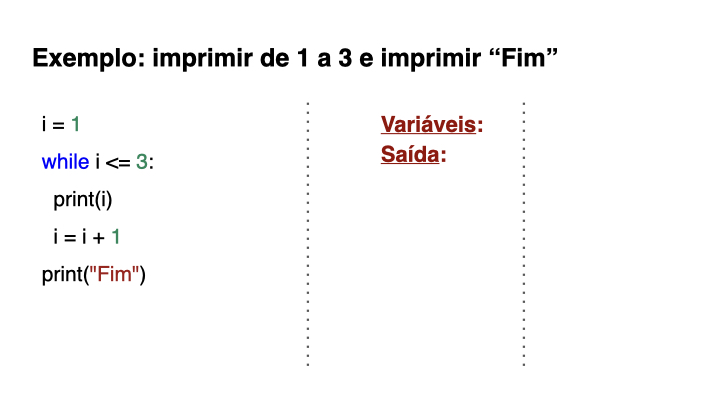 Exemplo: imprimir de 1 a 3 e imprimir “Fim”
i = 1
while i <= 3:
print(i)
i = i + 1
print("Fim")
Variáveis:
Saída: